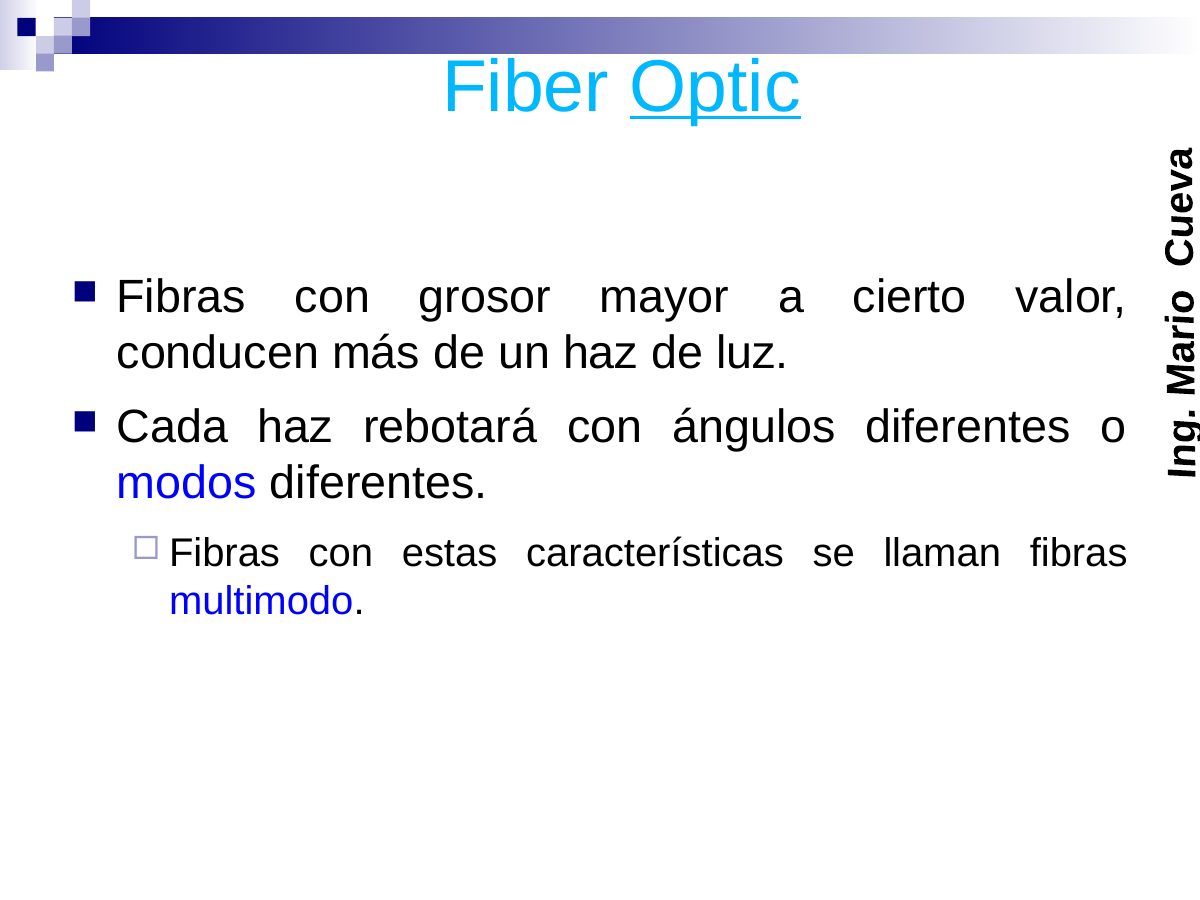 Fiber Optic
Fibras con grosor mayor a cierto valor,
conducen más de un haz de luz.
Cada haz rebotará con ángulos diferentes o
modos diferentes.
Fibras con estas características se llaman fibras
multimodo.
Ing. Mario Cueva